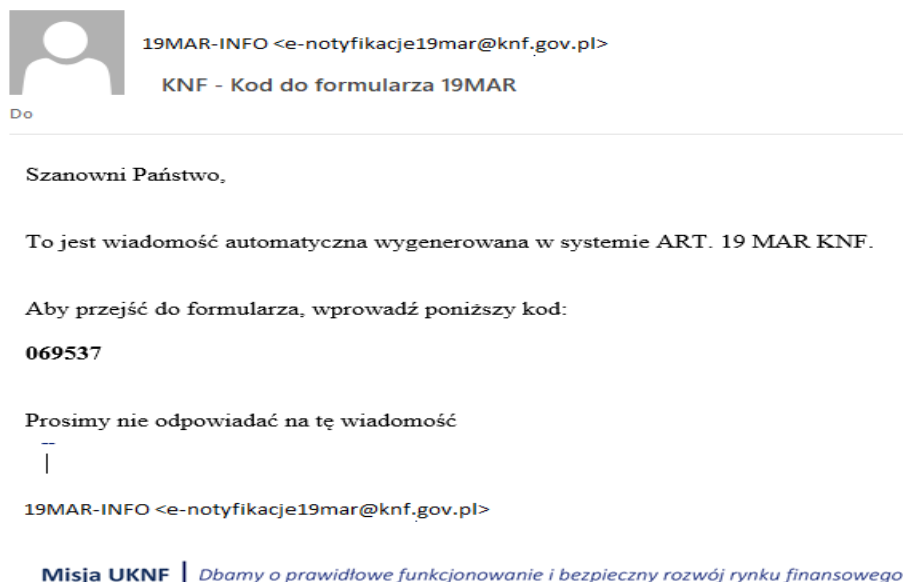 19MAR-INFO <e-notyfikacje19mar@knf.gov.pl>
KNF - Kod do formularza 19MAR
Do
Szanowni Państwo,
To jest wiadomość automatyczna wygenerowana w systemie ART. 19 MAR KNF.
Aby przejść do formularza, wprowadź poniższy kod:
069537
Prosimy nie odpowiadać na tę wiadomość
--
|
19MAR-INFO <e-notyfikacje19mar@knf.gov.pl>
Misja UKNF | Dbamy o prawidłowe funkcjonowanie i bezpieczny rozwój rynku finansowego